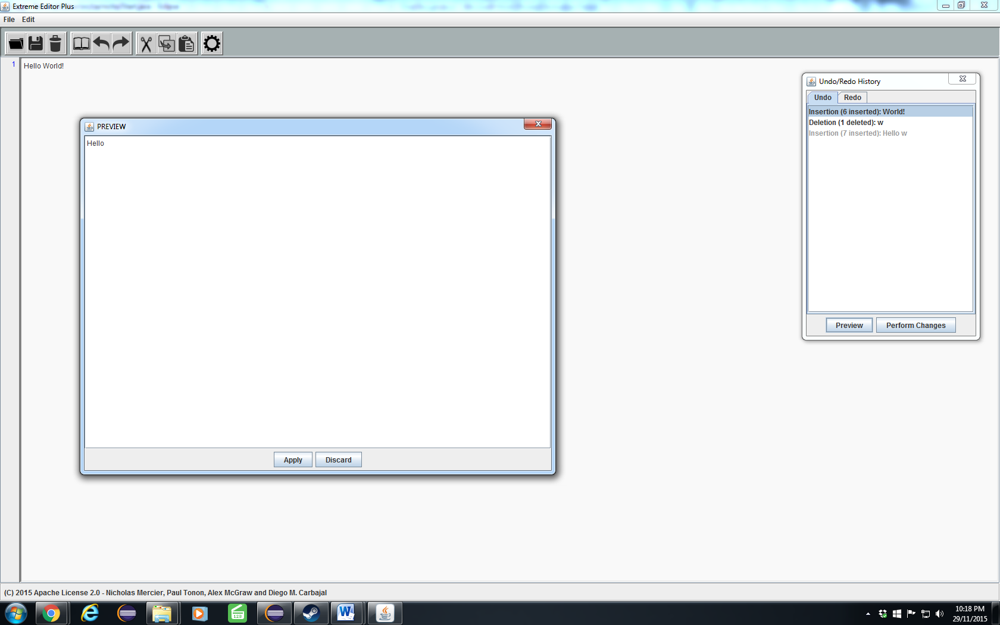 Extreme Editor Plus
File Edit
1 Hello World!
PREVIEW
Hello
Apply Discard
Undo/Redo History
Undo Redo
Insertion (6 inserted): World!
Deletion (1 deleted): w
Insertion (7 inserted): Hello w
Preview Perform Changes
(C) 2015 Apache License 2.0 - Nicholas Mercier, Paul Tonon, Alex McGraw and Diego M. Carbajal
123
W
10:18 PM
29/11/2015